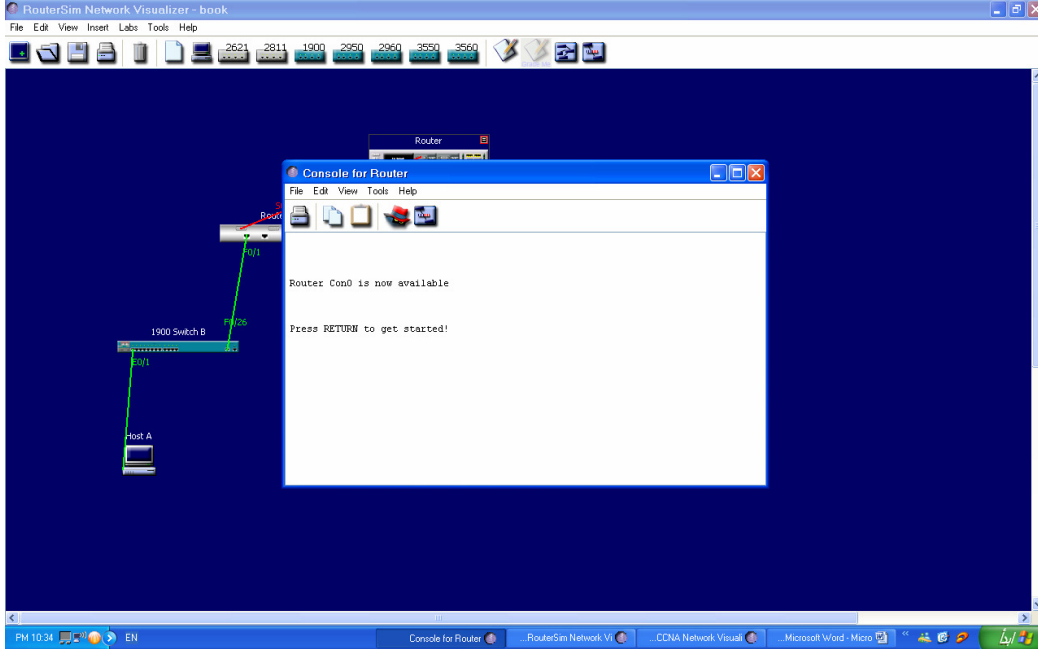 RouterSim Network Visualizer - book
File Edit View Insert Labs Tools Help
2621 2811 1900 2950 2960 3550 3560
Router
Console for Router
File Edit View Tools Help
Router Con0 is now available
Press RETURN to get started!
F0/1
F0/26
1900 Switch B
E0/1
Host A
PM 10:34 EN Console for Router ...RouterSim Network Vi ...CCNA Network Visuali ...Microsoft Word - Micro ابدأ